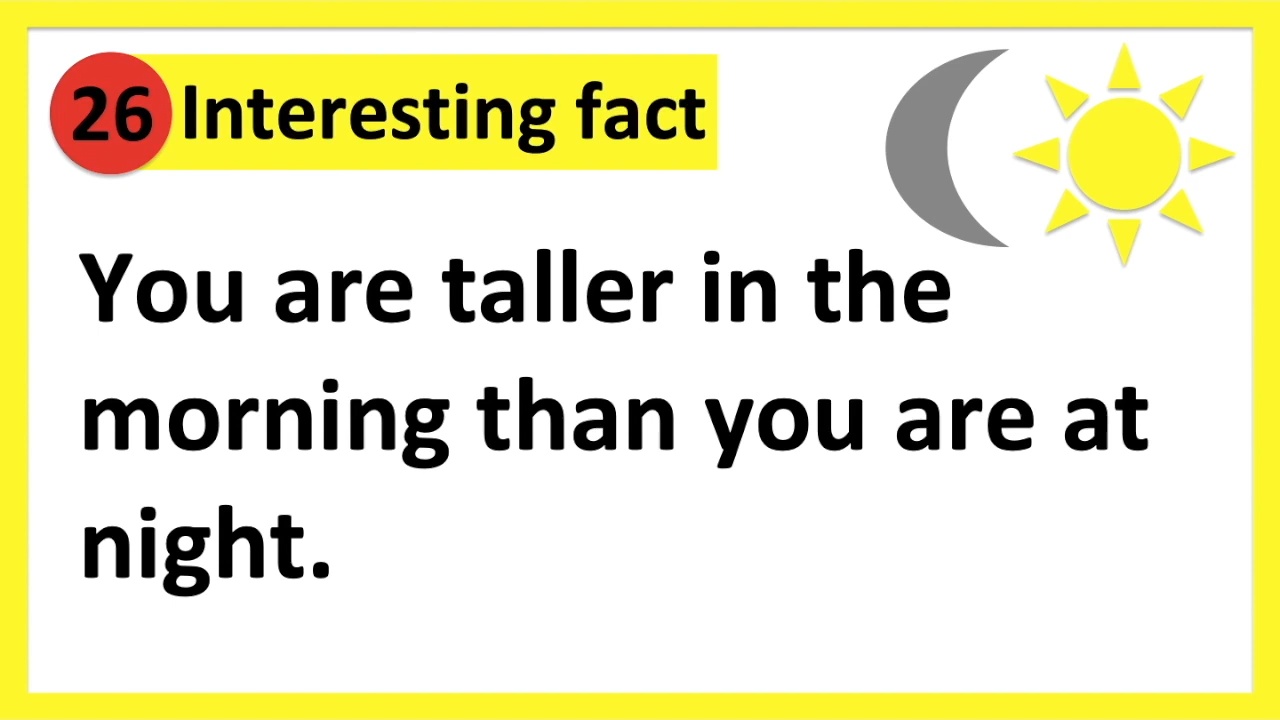 26 Interesting fact
You are taller in the
morning than you are at
night.